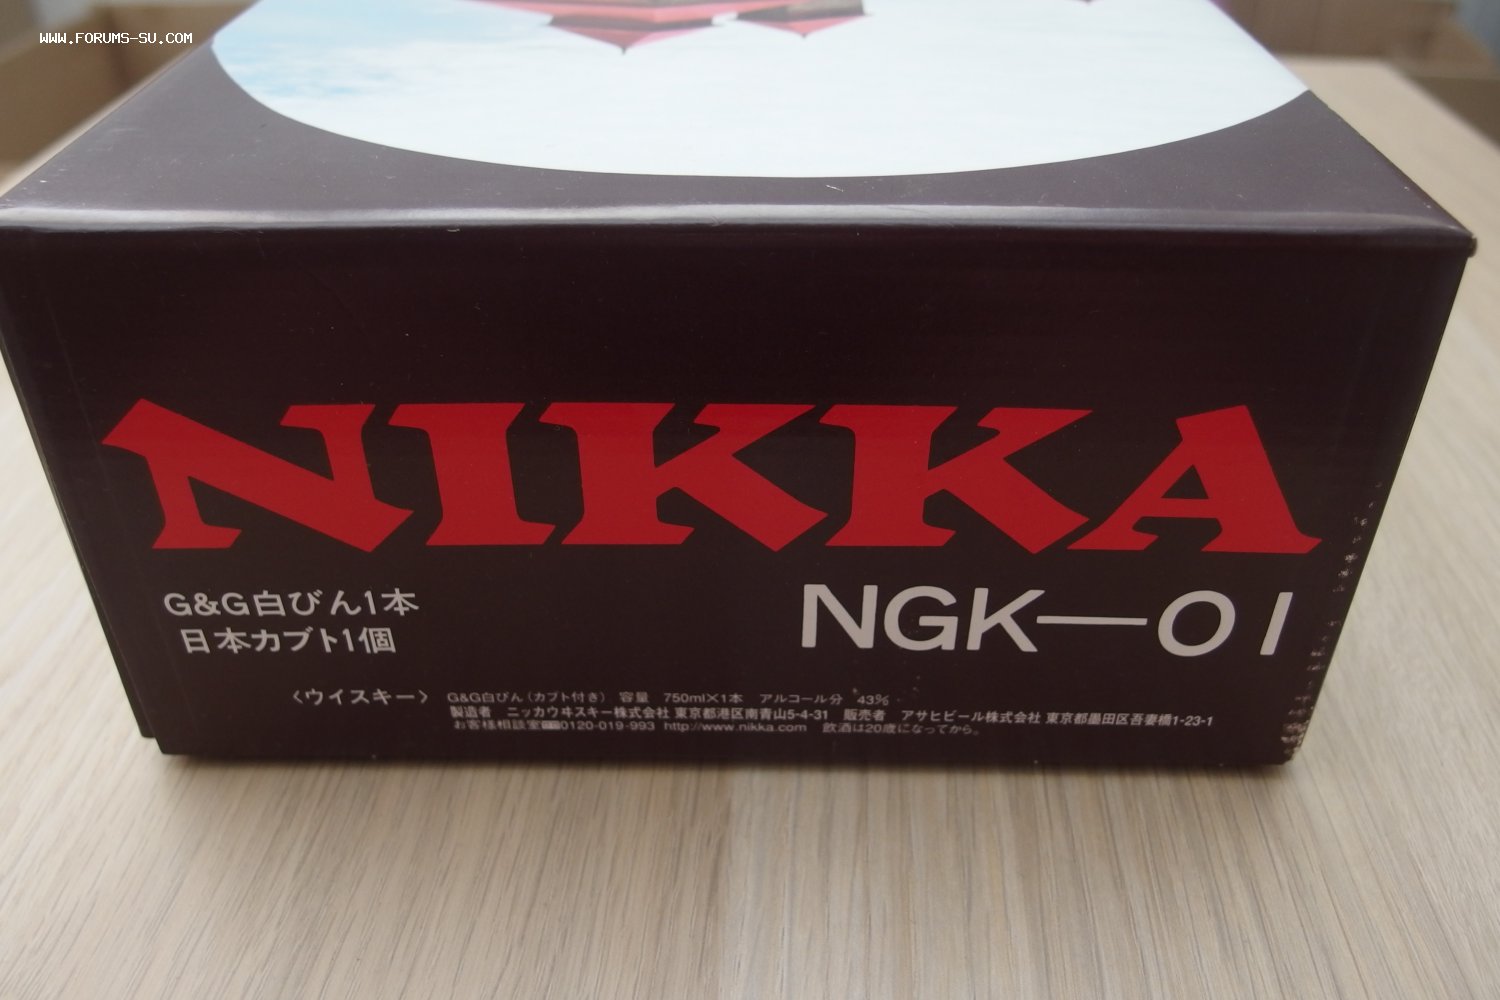 WWW.FORUMS-SU.COM
NIKKA
G&G白びん1本
日本カブト1個
NGK—01
〈ウイスキー〉 G&G白びん(カブト付き) 容量 750ml×1本 アルコール分 43%
製造者 ニッカウヰスキー株式会社 東京都港区南青山5-4-31 販売者 アサヒビール株式会社 東京都墨田区吾妻橋1-23-1
お客様相談室 0120-019-993 http://www.nikka.com 飲酒は20歳になってから。